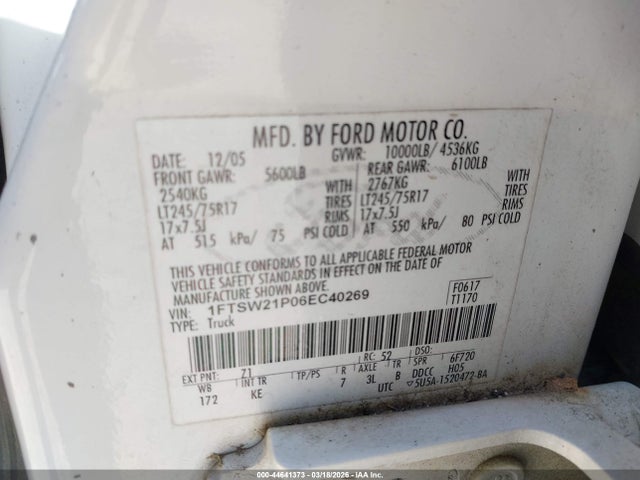 MFD. BY FORD MOTOR CO.
DATE: 12/05 GVWR: 10000LB/ 4536KG
FRONT GAWR: 5600LB REAR GAWR: 6100LB
2540KG WITH 2767KG WITH
LT245/75R17 TIRES LT245/75R17 TIRES
17x7.5J RIMS 17x7.5J RIMS
AT 515 kPa/ 75 PSI COLD AT 550 kPa/ 80 PSI COLD
THIS VEHICLE CONFORMS TO ALL APPLICABLE FEDERAL MOTOR
VEHICLE SAFETY STANDARDS IN EFFECT ON THE DATE OF
MANUFACTURE SHOWN ABOVE.
VIN: 1FTSW21P06EC40269 F0617
TYPE: Truck T1170
EXT PNT: Z1 RC: 52 DSO:
WB INT TR TP/PS R AXLE TR SPR 6F720
172 KE 7 3L B DDCC H05
UTC ▽5U5A-1520472-BA
000-44641373 - 03/18/2026 - IAAI.COM